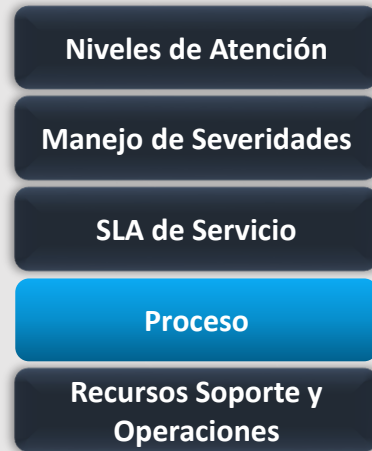 Niveles de Atención
Manejo de Severidades
SLA de Servicio
Proceso
Recursos Soporte y
Operaciones